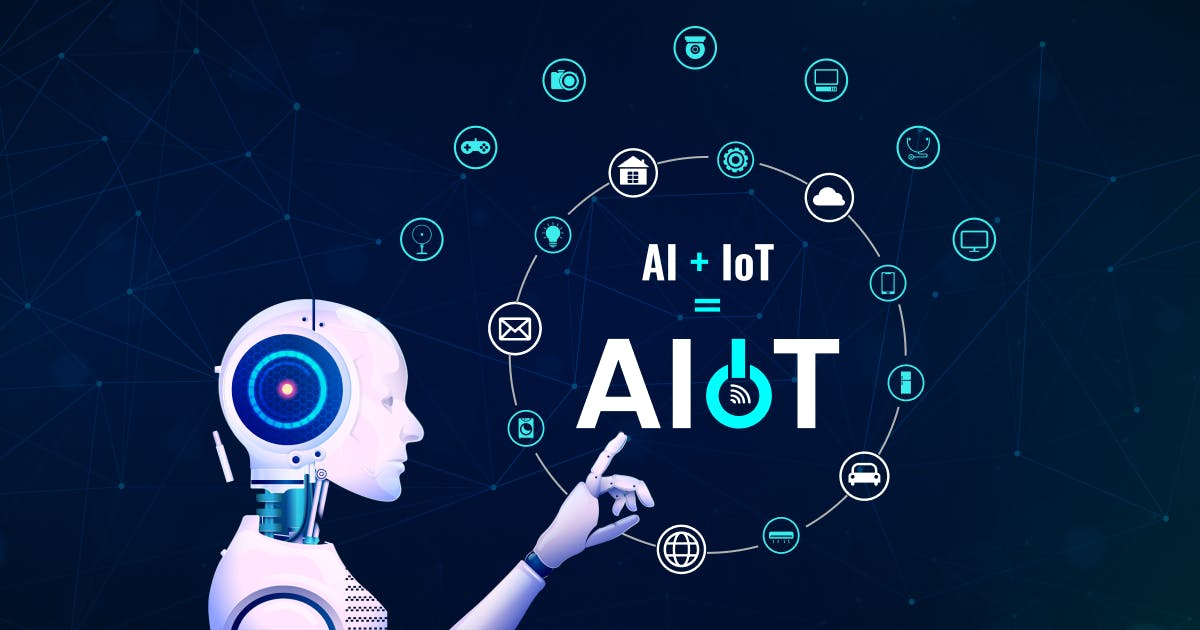 AI + IoT
=
AIoT